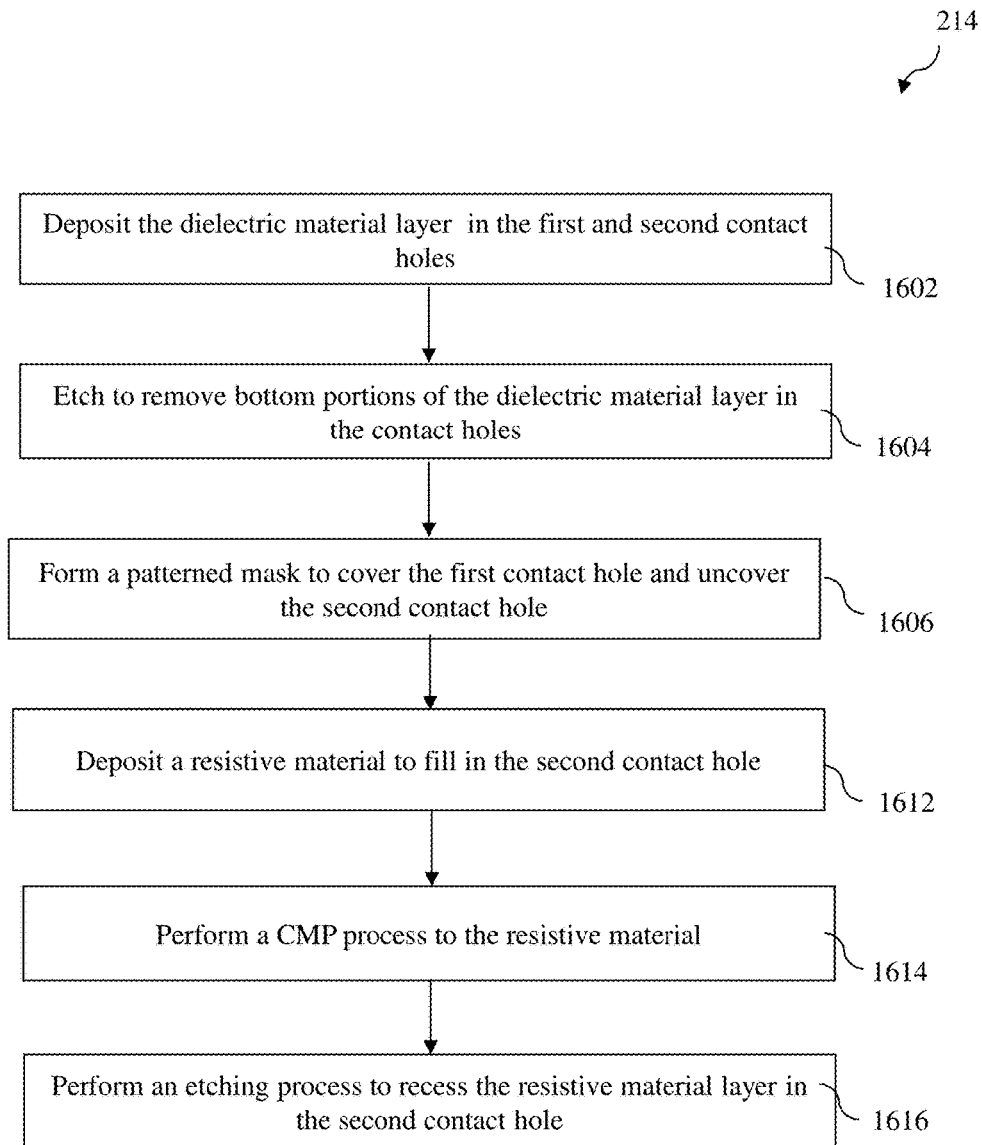 214
Deposit the dielectric material layer in the first and second contact
holes
1602
Etch to remove bottom portions of the dielectric material layer in
the contact holes
1604
Form a patterned mask to cover the first contact hole and uncover
the second contact hole
1606
Deposit a resistive material to fill in the second contact hole
1612
Perform a CMP process to the resistive material
1614
Perform an etching process to recess the resistive material layer in
the second contact hole
1616